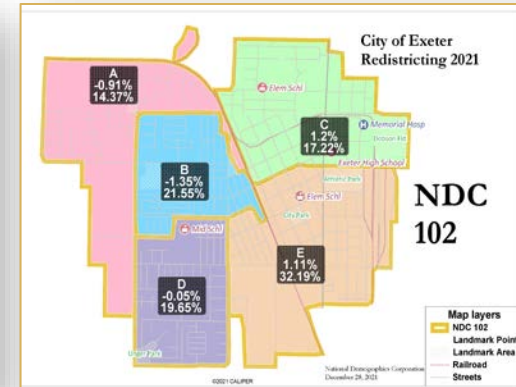 City of Exeter
Redistricting 2021
A
-0.91%
14.37%
Elem Schl
C
1.2%
17.22%
Memorial Hosp
Exeter High School
B
-1.35%
21.55%
Elem Schl
City Park
NDC
102
Mid Schl
E
1.11%
32.19%
D
-0.05%
19.65%
Unger Park
Map layers
NDC 102
Landmark Point
Landmark Area
Railroad
Streets
National Demographics Corporation
December 28, 2021
©2021 CALIPER